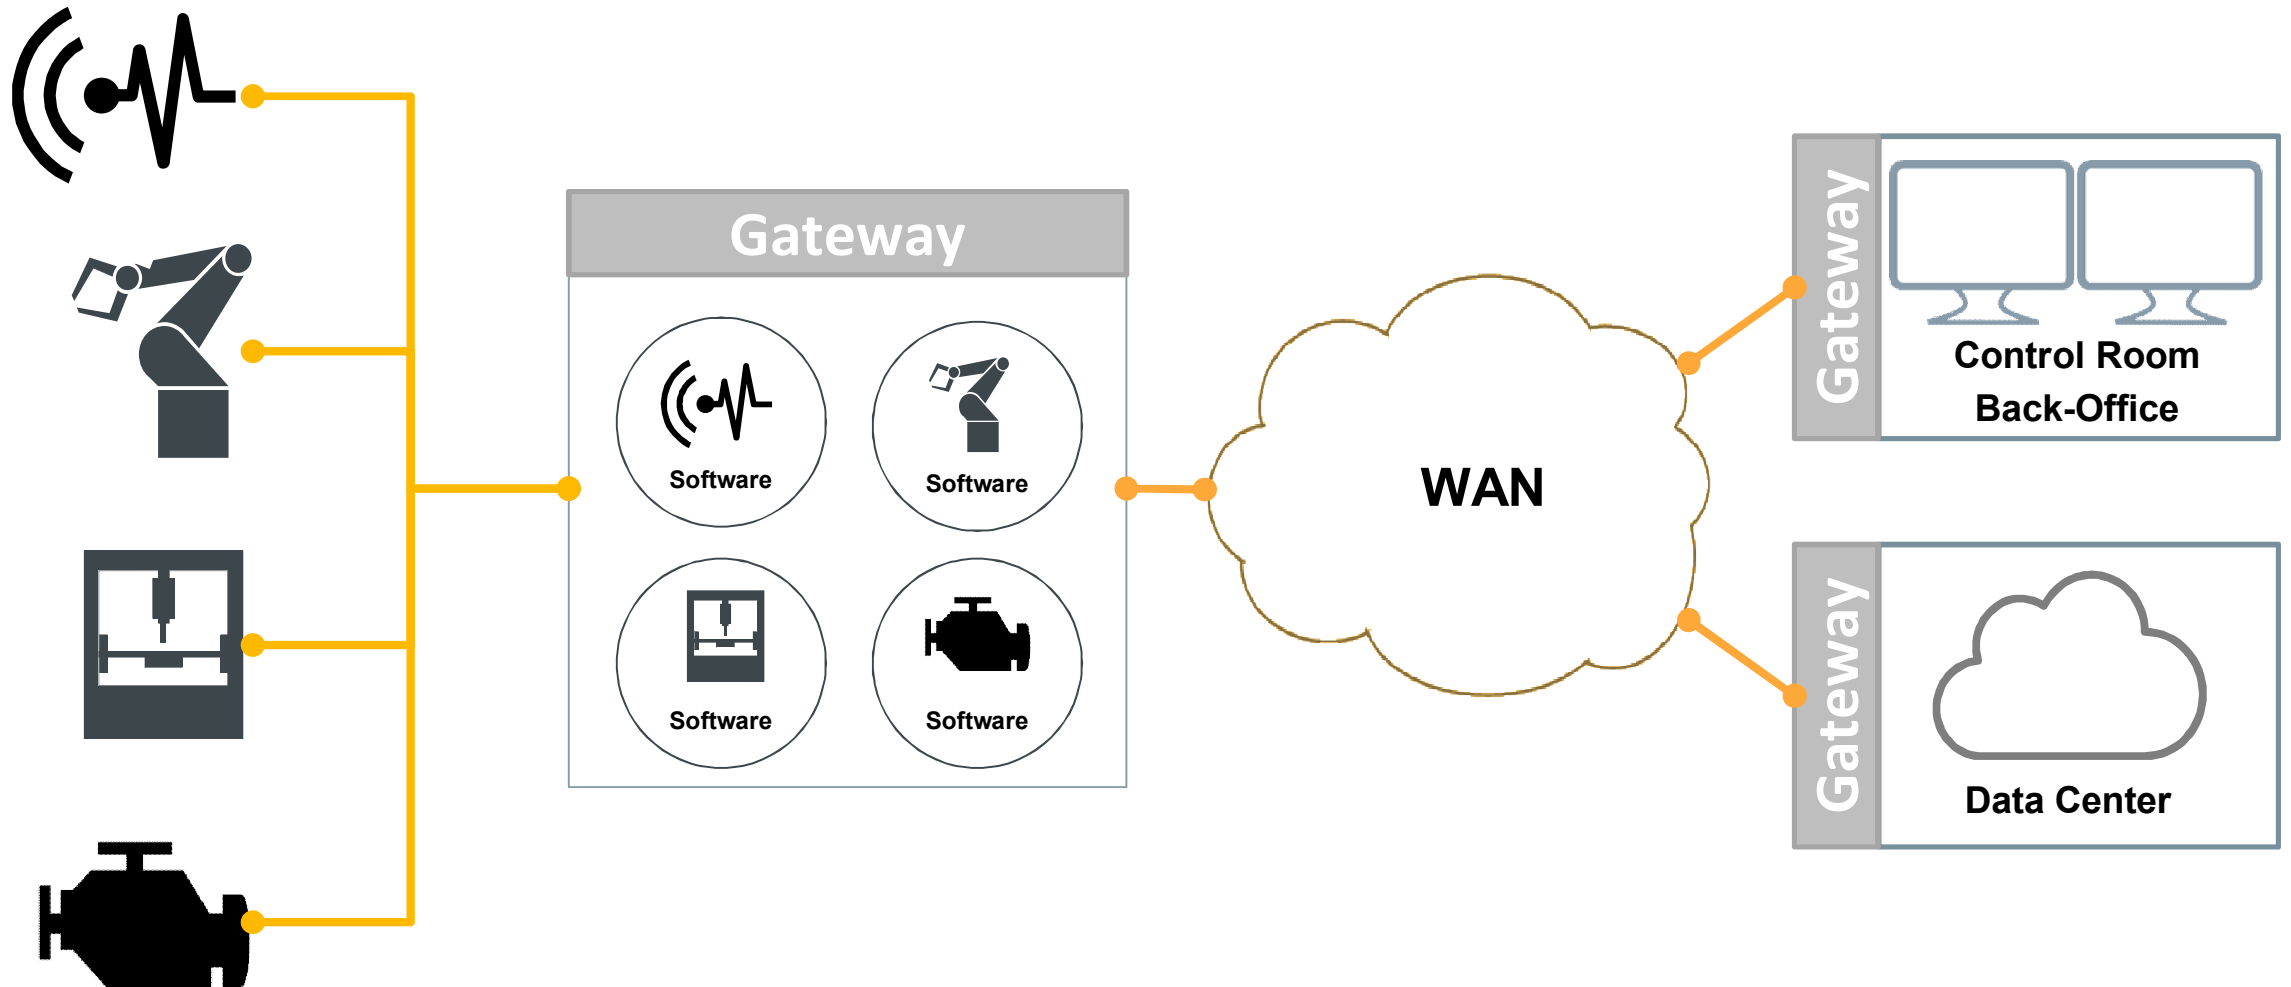 Gateway
Software
Software
Software
Software
WAN
Gateway
Control Room
Back-Office
Gateway
Data Center